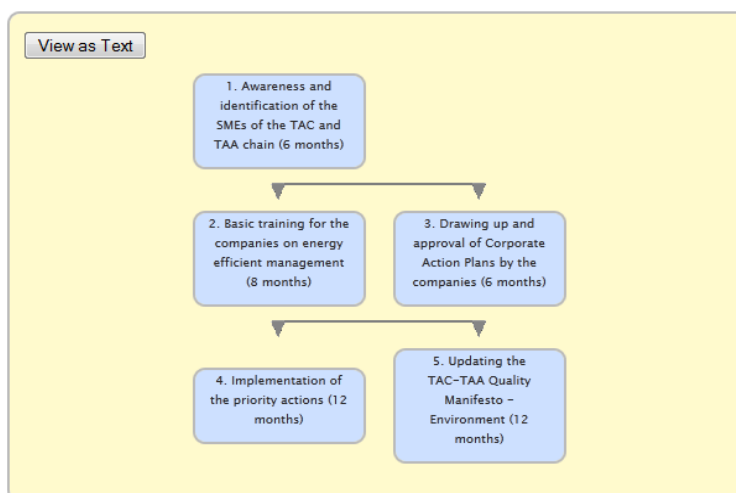 View as Text
1. Awareness and
identification of the
SMEs of the TAC and
TAA chain (6 months)
2. Basic training for the
companies on energy
efficient management
(8 months)
3. Drawing up and
approval of Corporate
Action Plans by the
companies (6 months)
4. Implementation of
the priority actions (12
months)
5. Updating the
TAC-TAA Quality
Manifesto -
Environment (12
months)